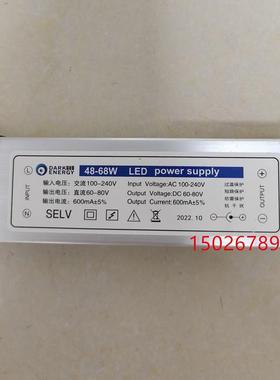 DARK ENERGY
48-68W LED power supply
输入电压：交流100-240V Input Voltage:AC 100-240V 过温保护
输出电压：直流60-80V Output Voltage:DC 60-80V 短路保护
输出电流：600mA±5% Output Current:600mA±5% 防雷保护
抗干扰
L
INPUT
N
OUTPUT
SELV
2022.10
15026789